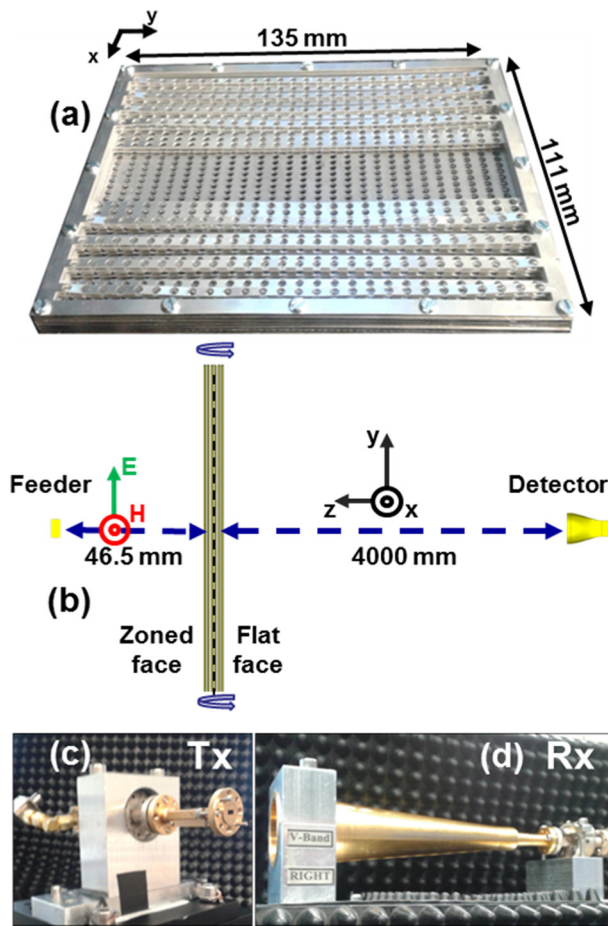 y
x
135 mm
(a)
111 mm
E
y
Feeder
H
z
x
Detector
46.5 mm
4000 mm
(b)
Zoned
face
Flat
face
(c)
Tx
(d)
Rx
V-Band
RIGHT